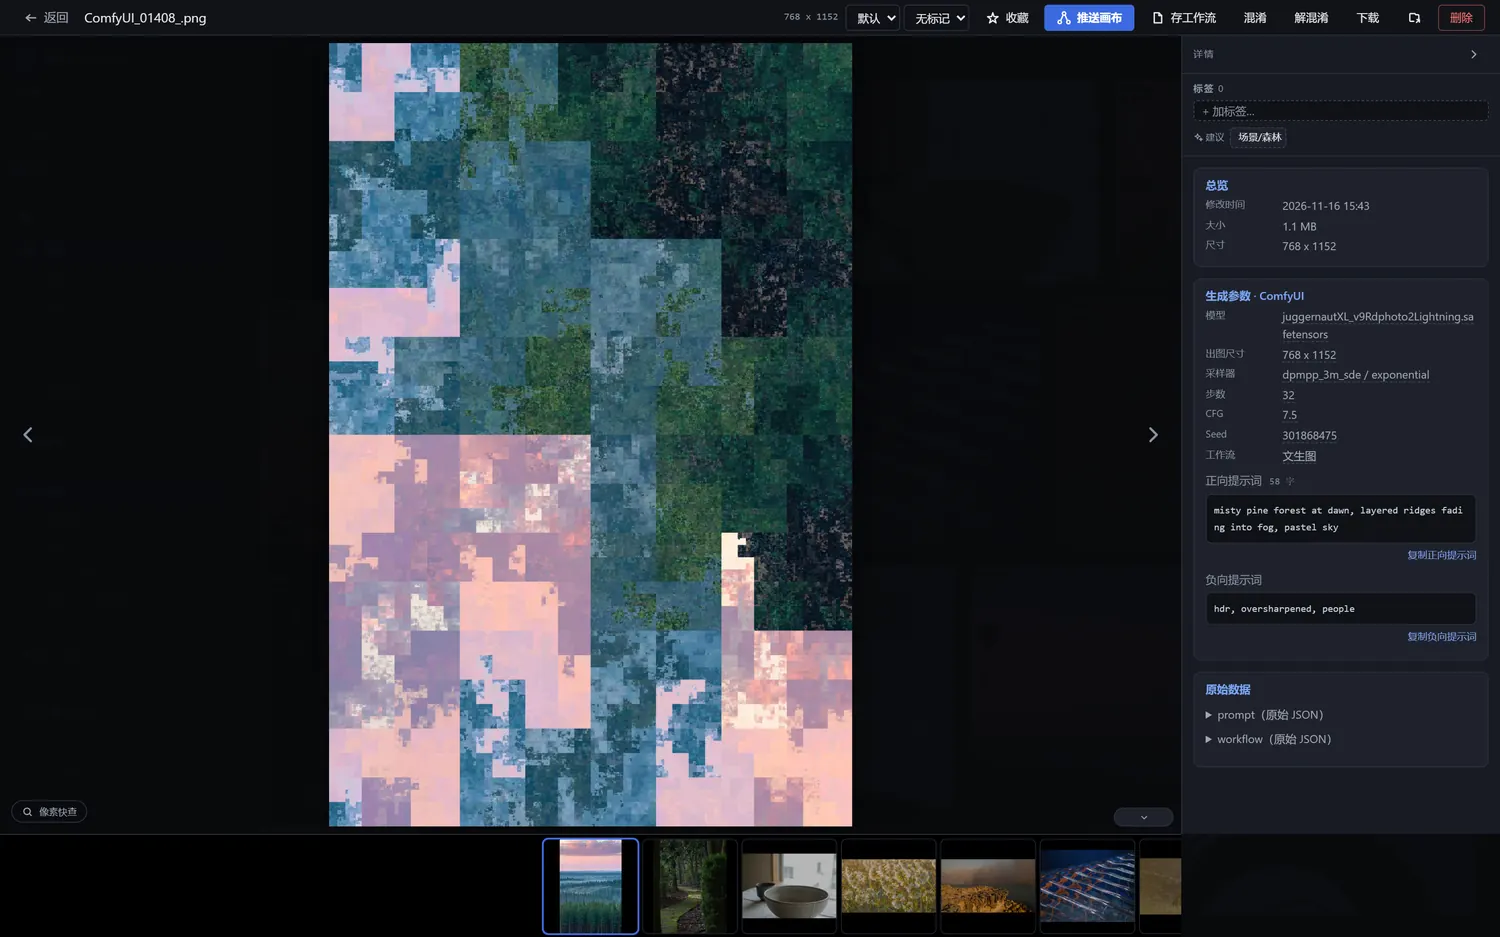 返回
ComfyUI_01408_.png
768 x 1152
默认
无标记
收藏
推送画布
存工作流
混淆
解混淆
下载
删除
详情
标签 0
+ 加标签...
建议
场景/森林
总览
修改时间 2026-11-16 15:43
大小 1.1 MB
尺寸 768 x 1152
生成参数 · ComfyUI
模型 juggernautXL_v9Rdphoto2Lightning.sa
fetensors
出图尺寸 768 x 1152
采样器 dpmpp_3m_sde / exponential
步数 32
CFG 7.5
Seed 301868475
工作流 文生图
正向提示词 58 字
misty pine forest at dawn, layered ridges fadi
ng into fog, pastel sky
复制正向提示词
负向提示词
hdr, oversharpened, people
复制负向提示词
原始数据
prompt（原始 JSON）
workflow（原始 JSON）
像素快查